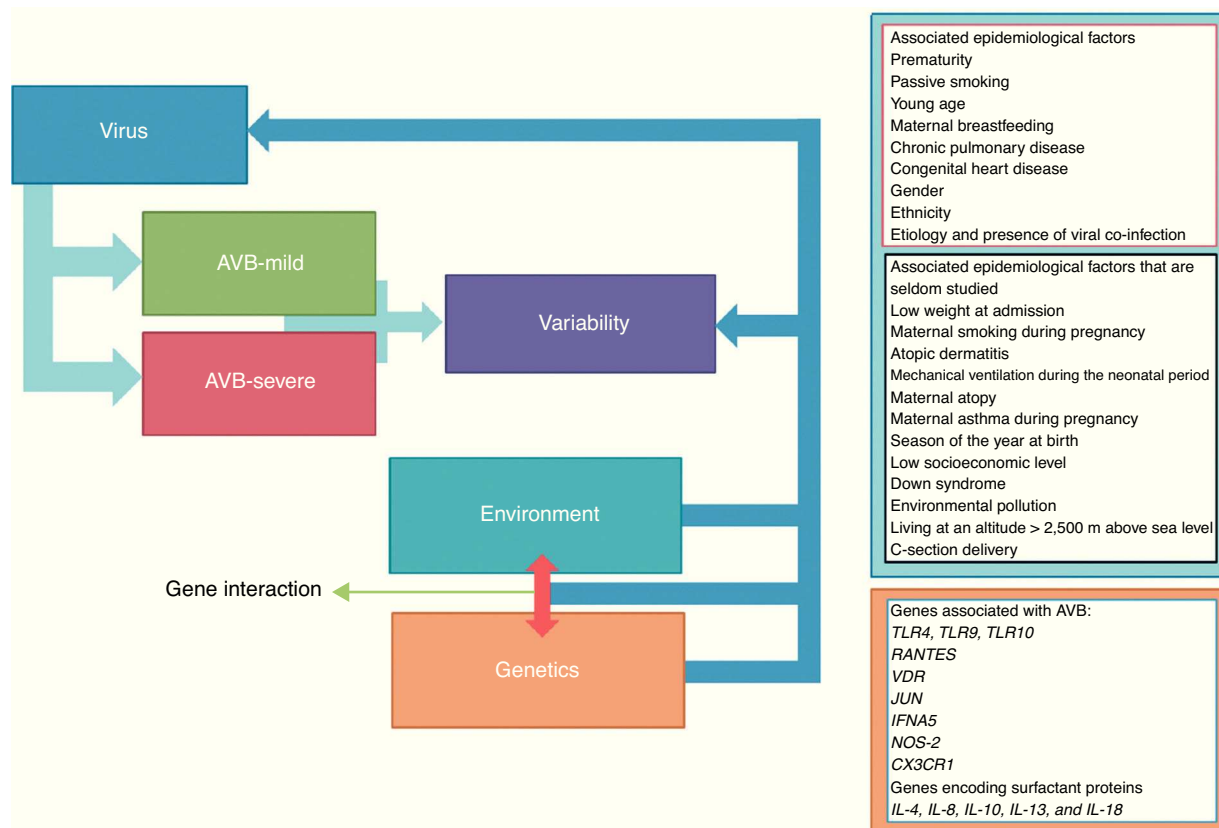 Virus
AVB-mild
AVB-severe
Variability
Environment
Gene interaction
Genetics
Associated epidemiological factors
Prematurity
Passive smoking
Young age
Maternal breastfeeding
Chronic pulmonary disease
Congenital heart disease
Gender
Ethnicity
Etiology and presence of viral co-infection
Associated epidemiological factors that are
seldom studied
Low weight at admission
Maternal smoking during pregnancy
Atopic dermatitis
Mechanical ventilation during the neonatal period
Maternal atopy
Maternal asthma during pregnancy
Season of the year at birth
Low socioeconomic level
Down syndrome
Environmental pollution
Living at an altitude > 2,500 m above sea level
C-section delivery
Genes associated with AVB:
TLR4, TLR9, TLR10
RANTES
VDR
JUN
IFNA5
NOS-2
CX3CR1
Genes encoding surfactant proteins
IL-4, IL-8, IL-10, IL-13, and IL-18